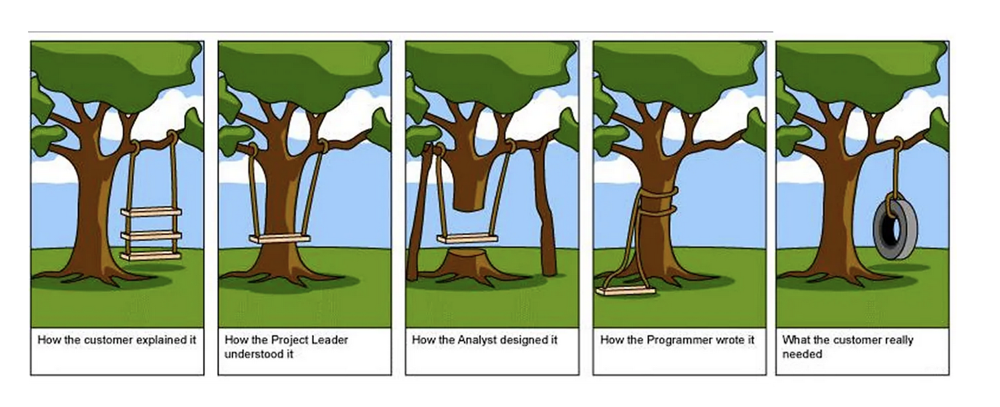 How the customer explained it
How the Project Leader
understood it
How the Analyst designed it
How the Programmer wrote it
What the customer really
needed